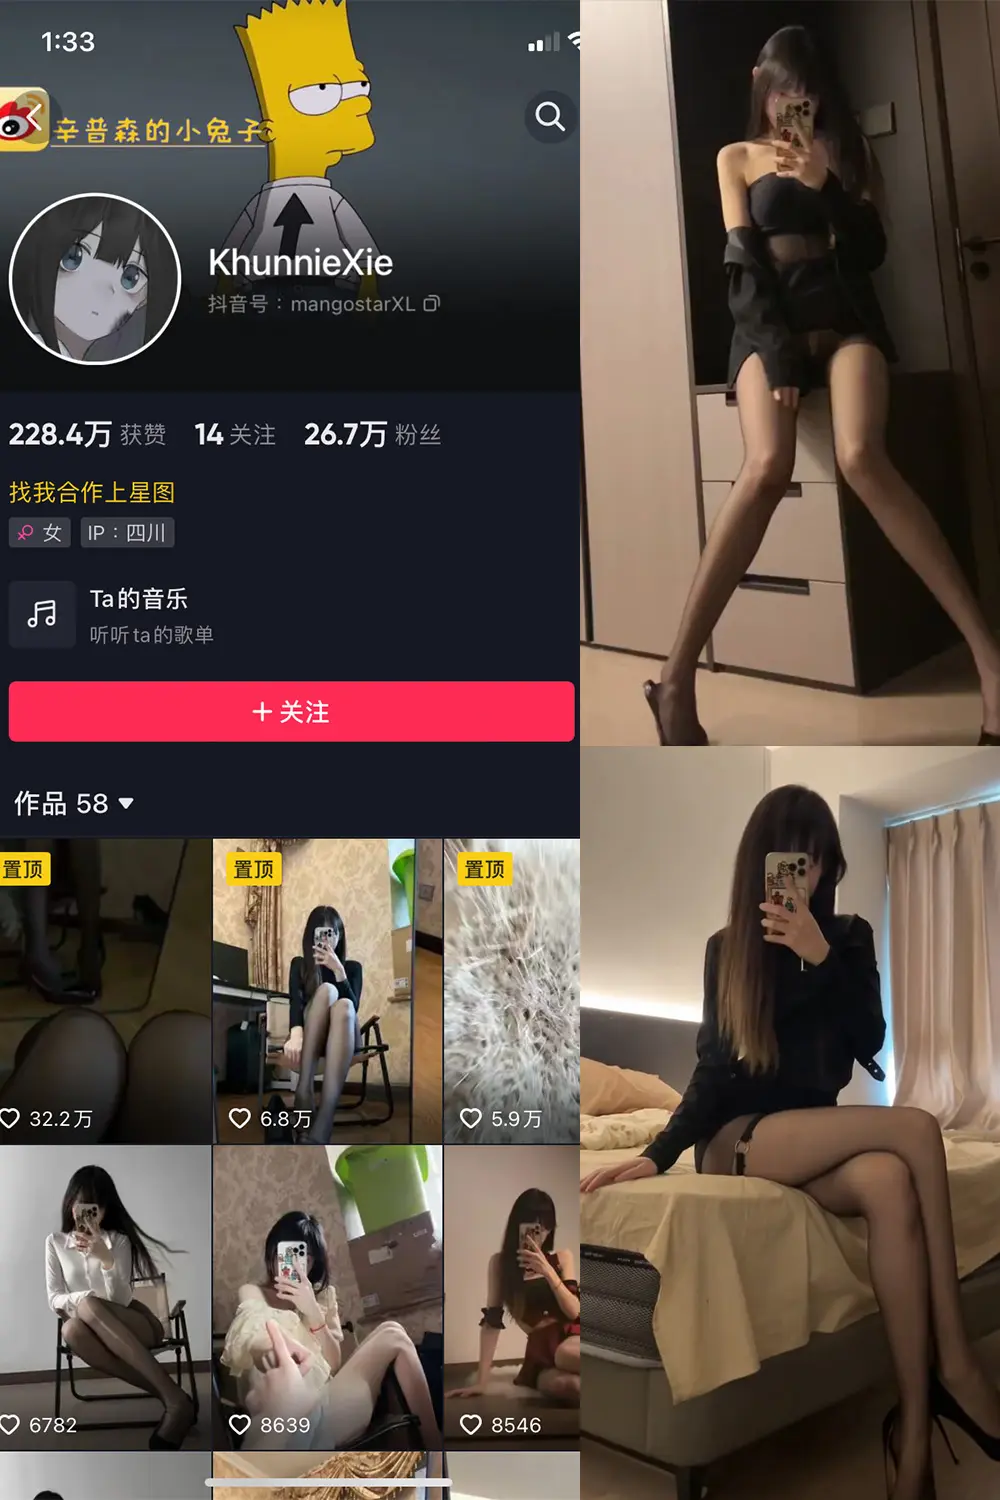 1:33
辛普森的小兔子
KhunnieXie
抖音号：mangostarXL
228.4万 获赞 14 关注 26.7万 粉丝
找我合作上星图
女 IP：四川
Ta的音乐
听听ta的歌单
+ 关注
作品 58
置顶 置顶 置顶
32.2万 6.8万 5.9万
6782 8639 8546